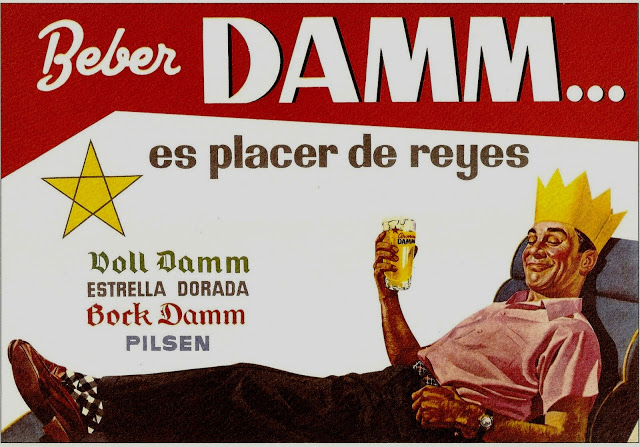 Beber DAMM...
es placer de reyes
Voll Damm
ESTRELLA DORADA
Bock Damm
PILSEN
DAMM